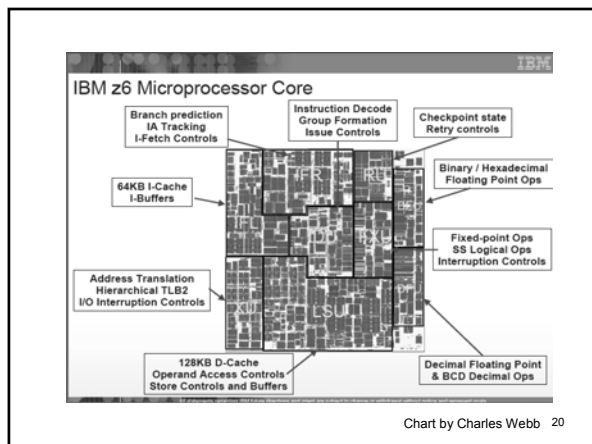 IBM
IBM z6 Microprocessor Core
Branch prediction
IA Tracking
I-Fetch Controls
Instruction Decode
Group Formation
Issue Controls
Checkpoint state
Retry controls
64KB I-Cache
I-Buffers
Binary / Hexadecimal
Floating Point Ops
IFR
RU
FXU
Fixed-point Ops
SS Logical Ops
Interruption Controls
Address Translation
Hierarchical TLB2
I/O Interruption Controls
XU
LSU
128KB D-Cache
Operand Access Controls
Store Controls and Buffers
Decimal Floating Point
& BCD Decimal Ops
Chart by Charles Webb 20